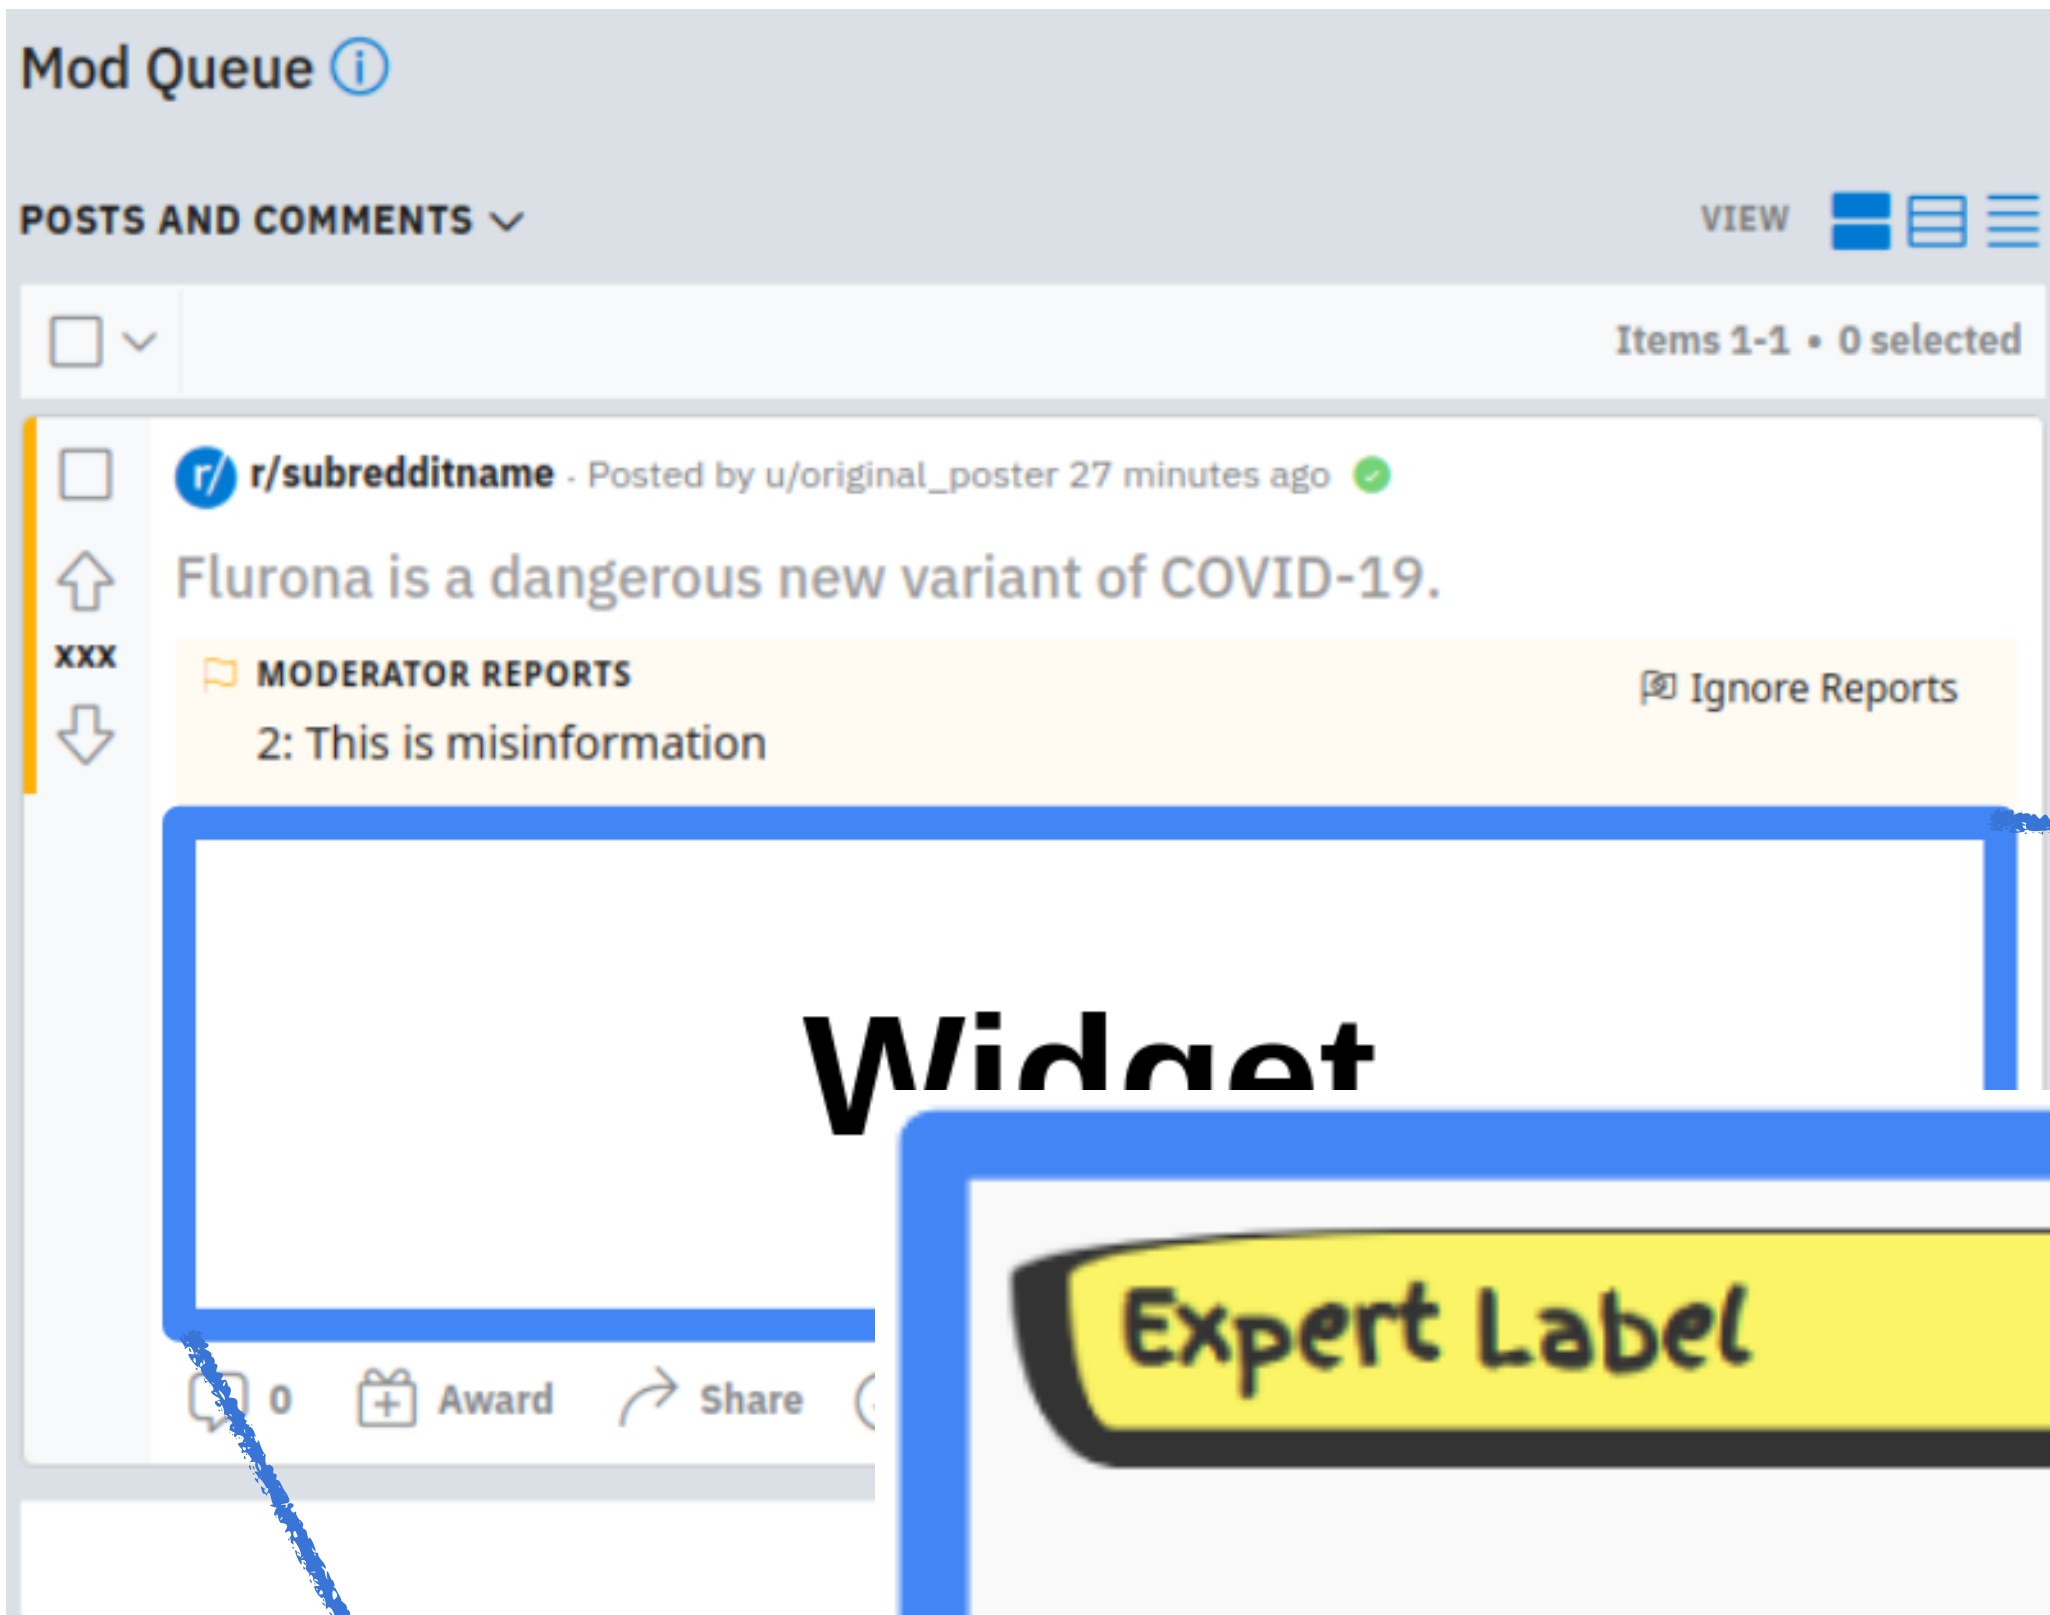 Mod Queue
POSTS AND COMMENTS
VIEW
Items 1-1 • 0 selected
r/ r/subredditname · Posted by u/original_poster 27 minutes ago
Flurona is a dangerous new variant of COVID-19.
xxx
MODERATOR REPORTS
Ignore Reports
2: This is misinformation
Widget
Expert Label
0 Award Share